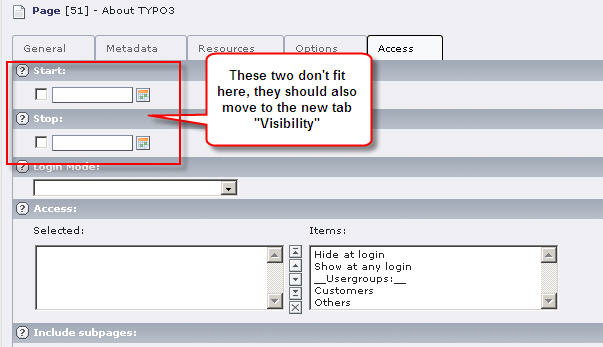 Page [51] - About TYPO3
General Metadata Resources Options Access
Start:
These two don't fit
here, they should also
move to the new tab
"Visibility"
Stop:
Login Mode:
Access:
Selected: Items:
Hide at login
Show at any login
__Usergroups:__
Customers
Others
Include subpages: